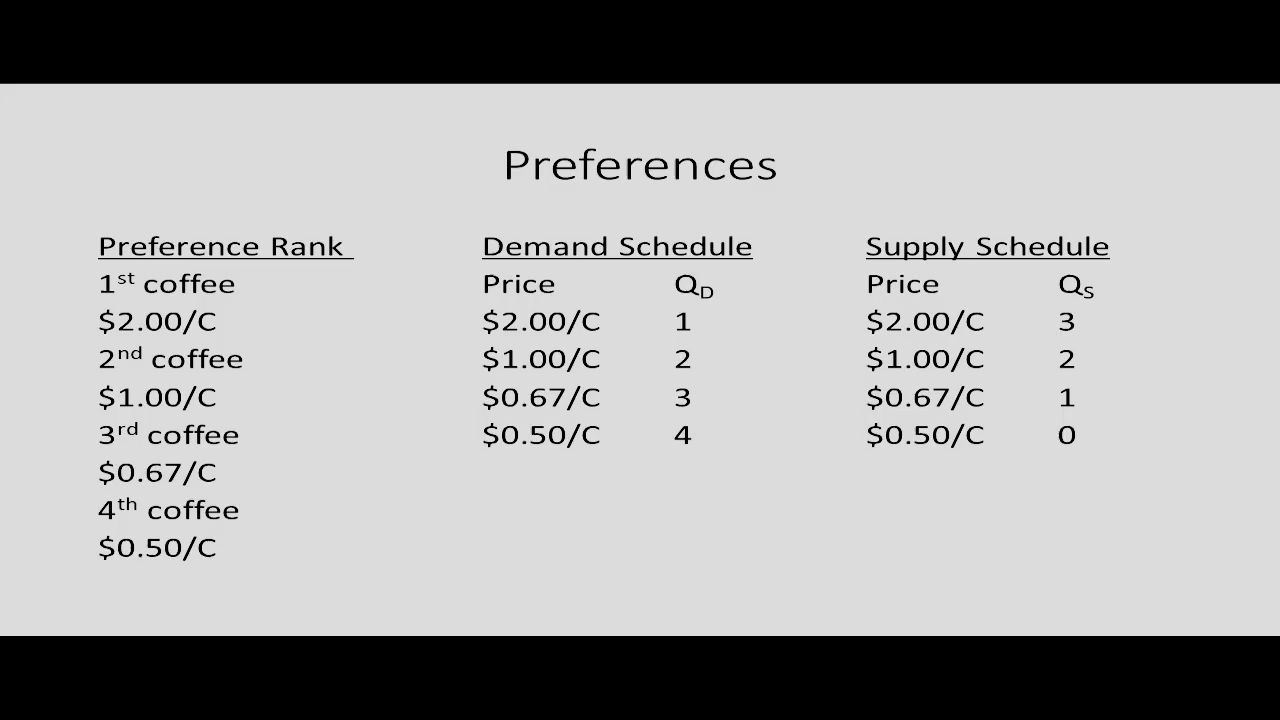 Preferences
Preference Rank
1st coffee
$2.00/C
2nd coffee
$1.00/C
3rd coffee
$0.67/C
4th coffee
$0.50/C
Demand Schedule
Price QD
$2.00/C 1
$1.00/C 2
$0.67/C 3
$0.50/C 4
Supply Schedule
Price QS
$2.00/C 3
$1.00/C 2
$0.67/C 1
$0.50/C 0